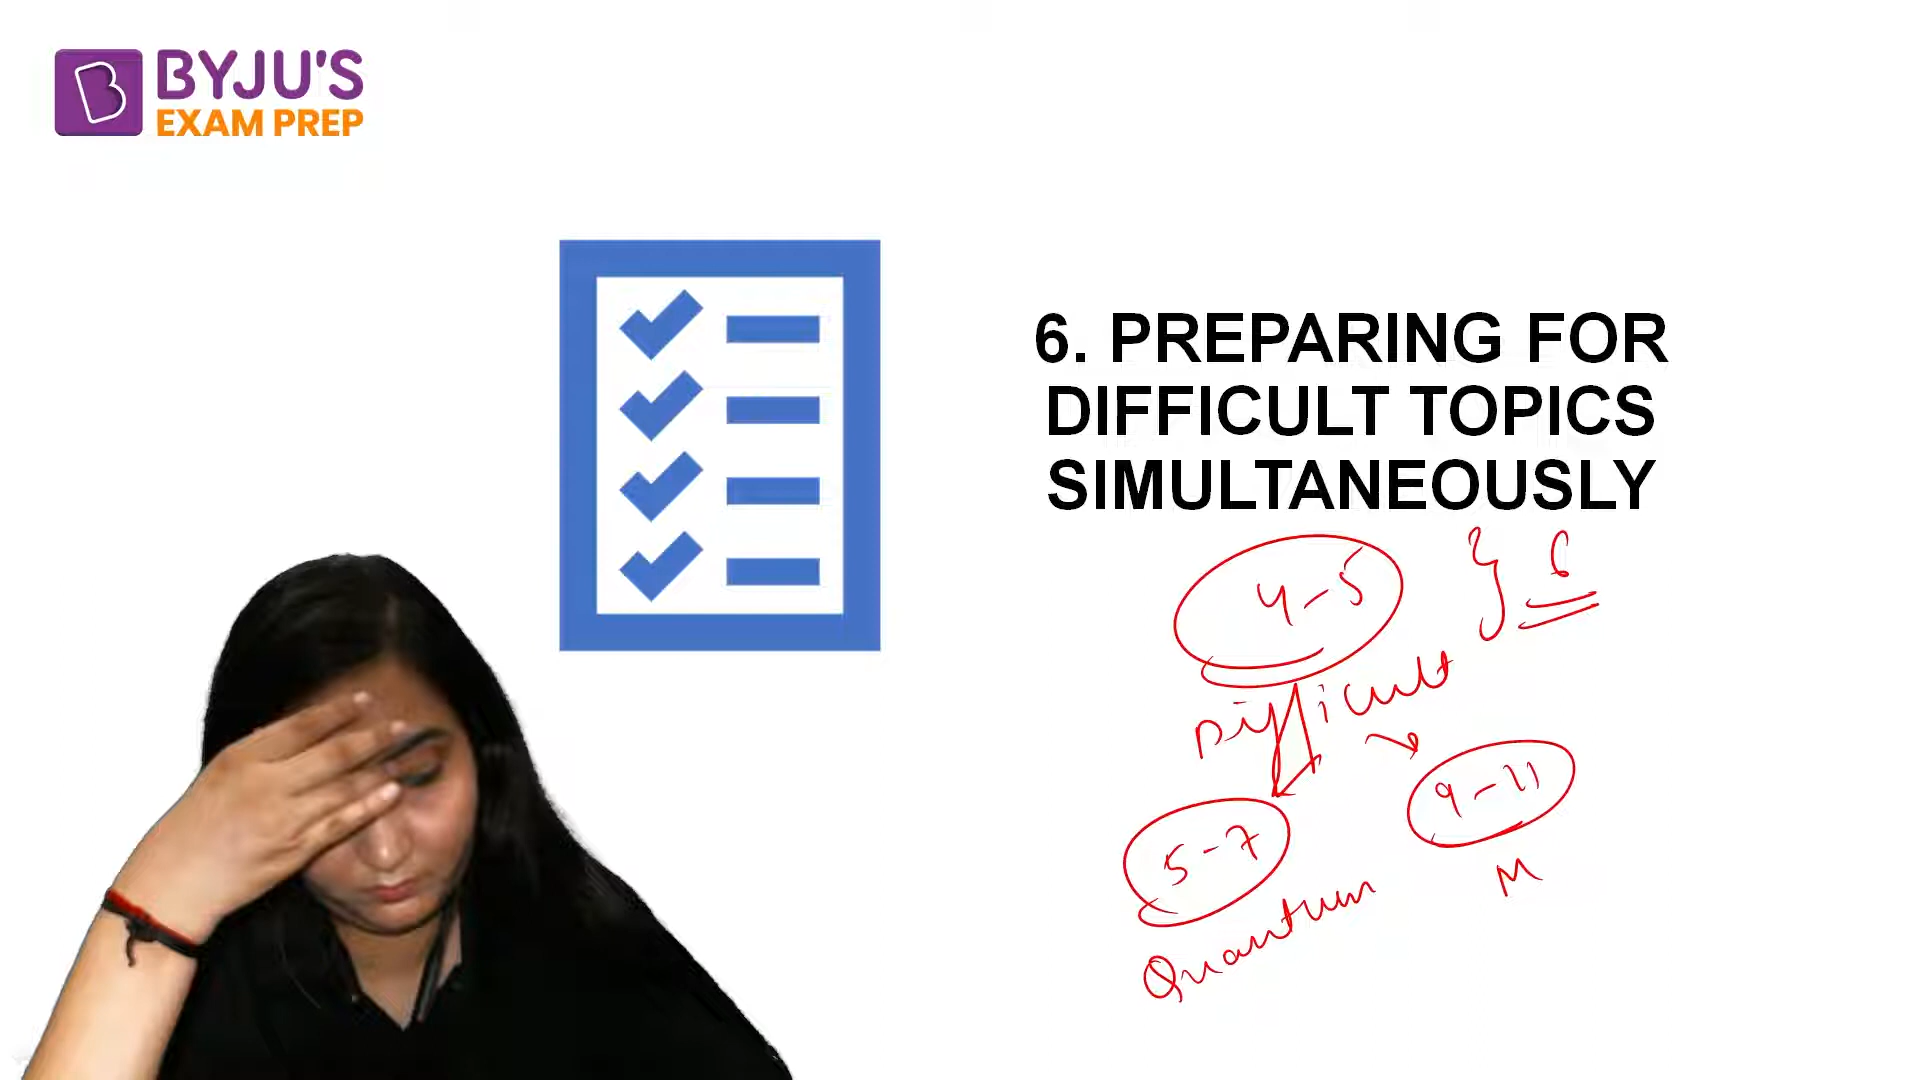 BYJU'S
EXAM PREP
6. PREPARING FOR
DIFFICULT TOPICS
SIMULTANEOUSLY
4-5 } 6
Difficult
5-7
9-11
Quantum
M